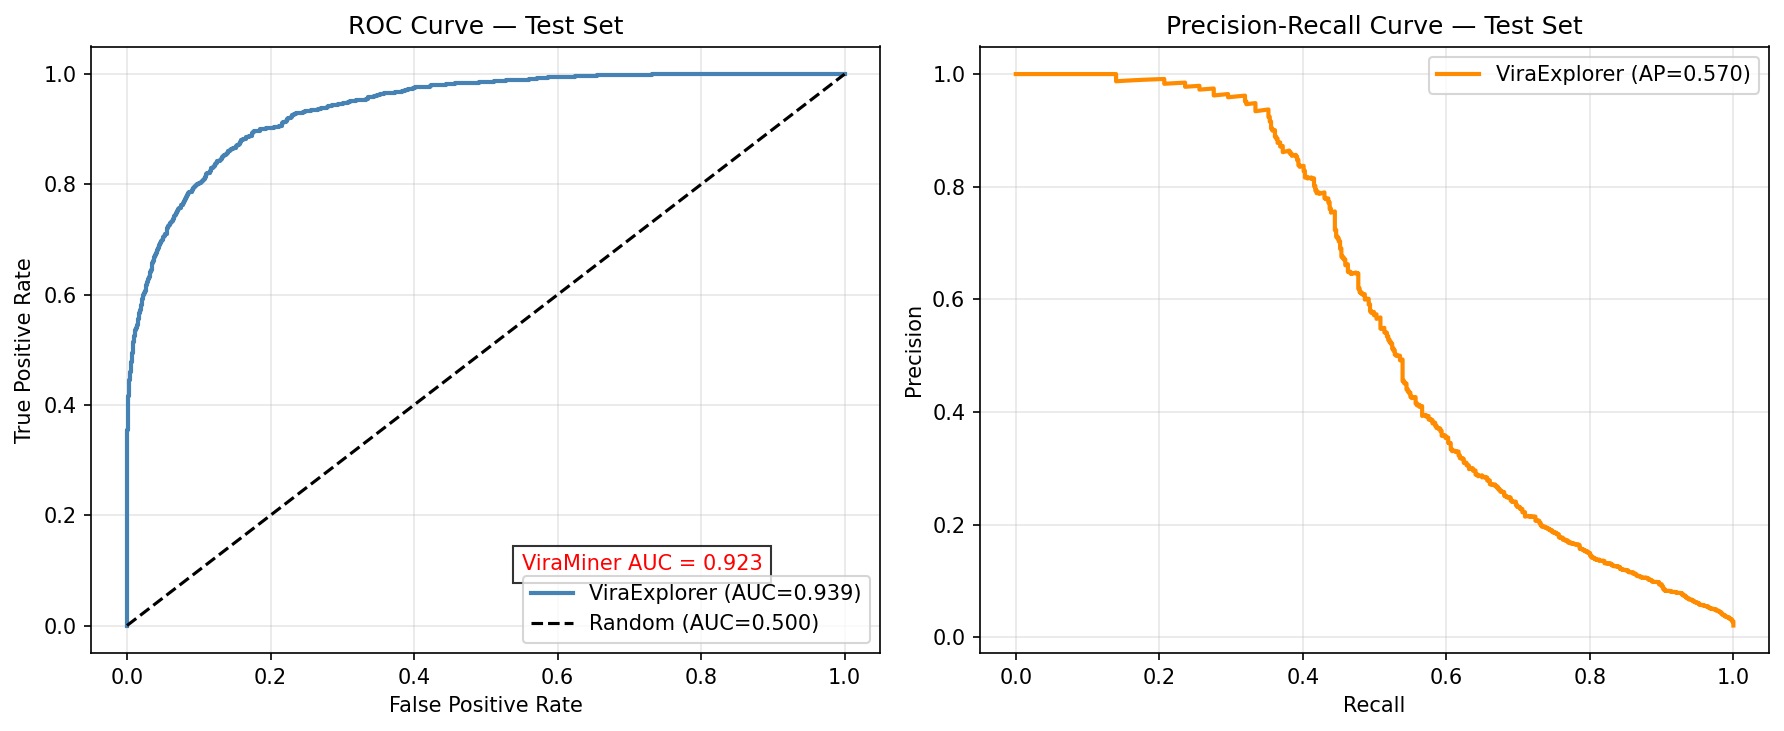 ROC Curve — Test Set
1.0
0.8
0.6
0.4
0.2
0.0
True Positive Rate
ViraMiner AUC = 0.923
ViraExplorer (AUC=0.939)
Random (AUC=0.500)
0.0 0.2 0.4 0.6 0.8 1.0
False Positive Rate
Precision-Recall Curve — Test Set
1.0
0.8
0.6
0.4
0.2
0.0
Precision
ViraExplorer (AP=0.570)
0.0 0.2 0.4 0.6 0.8 1.0
Recall